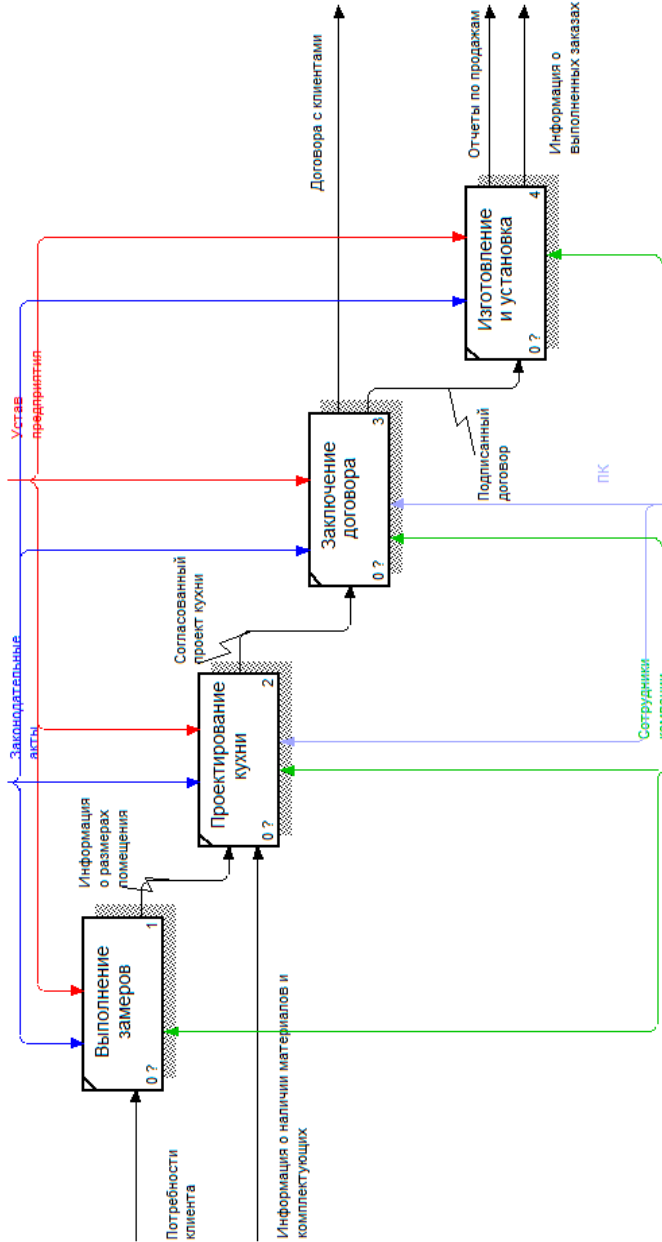 Законодательные
акты
Устав
предприятил
Выполнение
замеров
0 ?
1
Информация
о размерах
помещения
Проектирование
кухни
0 ?
2
Согласованный
проект кухни
Заключение
договора
0 ?
3
Договора с клиентами
Подписанный
договор
Изготовление
и установка
0 ?
4
Отчеты по продажам
Информация о
выполненных заказах
Потребности
клиента
Информация о наличии материалов и
комплектующих
Сотрудники
ПК